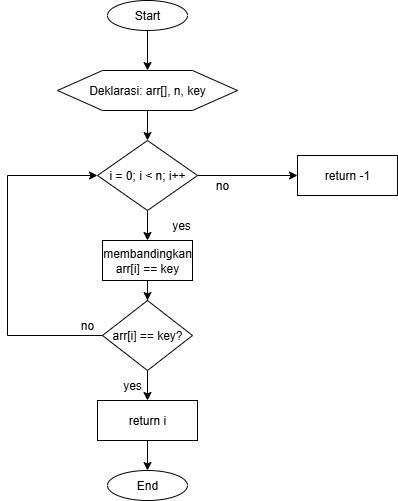 Start
Deklarasi: arr[], n, key
i = 0; i < n; i++
no
return -1
yes
membandingkan
arr[i] == key
no
arr[i] == key?
yes
return i
End